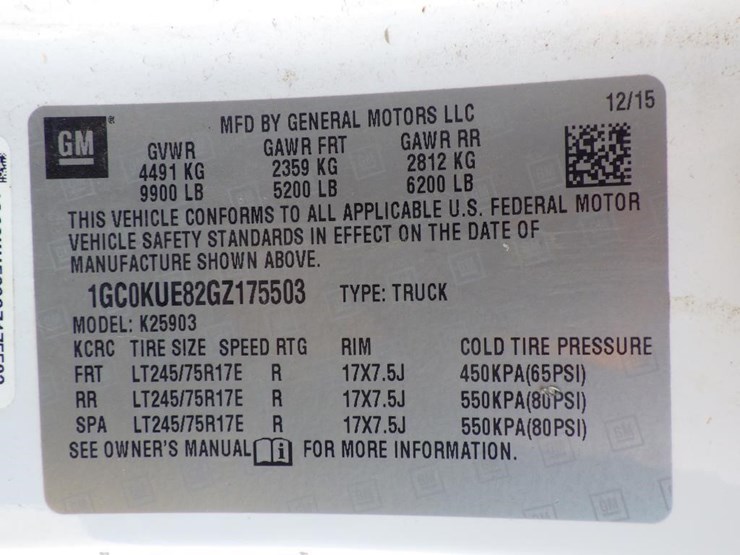 12/15
GM® MFD BY GENERAL MOTORS LLC
GVWR GAWR FRT GAWR RR
4491 KG 2359 KG 2812 KG
9900 LB 5200 LB 6200 LB
THIS VEHICLE CONFORMS TO ALL APPLICABLE U.S. FEDERAL MOTOR
VEHICLE SAFETY STANDARDS IN EFFECT ON THE DATE OF
MANUFACTURE SHOWN ABOVE.
1GC0KUE82GZ175503 TYPE: TRUCK
MODEL: K25903
KCRC TIRE SIZE SPEED RTG RIM COLD TIRE PRESSURE
FRT LT245/75R17E R 17X7.5J 450KPA(65PSI)
RR LT245/75R17E R 17X7.5J 550KPA(80PSI)
SPA LT245/75R17E R 17X7.5J 550KPA(80PSI)
SEE OWNER'S MANUAL i FOR MORE INFORMATION.